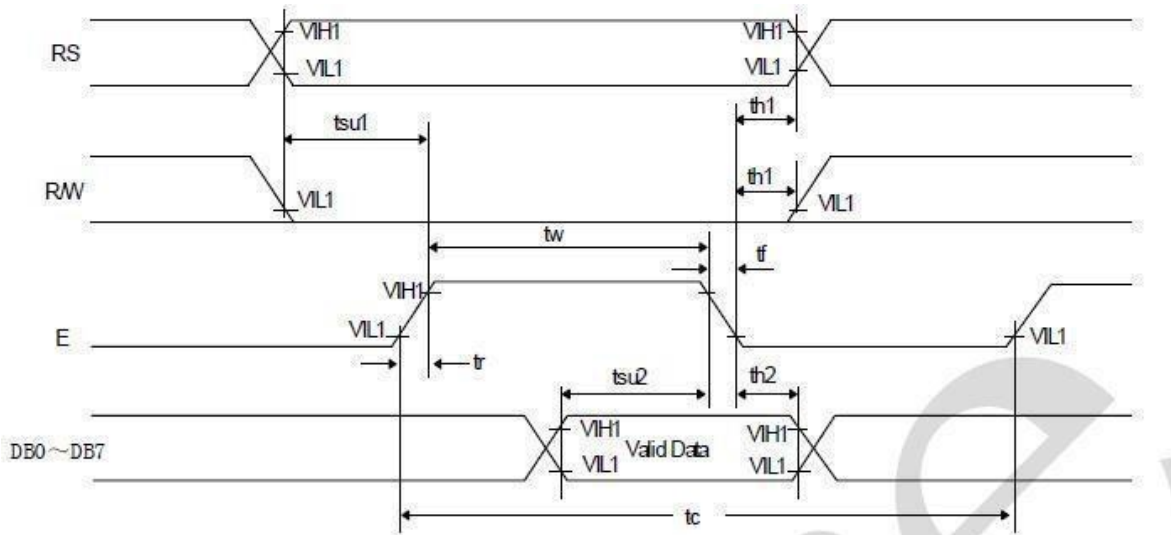 VIH1 VIH1
RS
VIL1 VIL1
th1
tsu1
th1
R/W
VIL1 VIL1
tw
tf
VIH1
E VIL1 VIL1
tr
tsu2 th2
VIH1 VIH1
DB0～DB7 Valid Data
VIL1 VIL1
tc